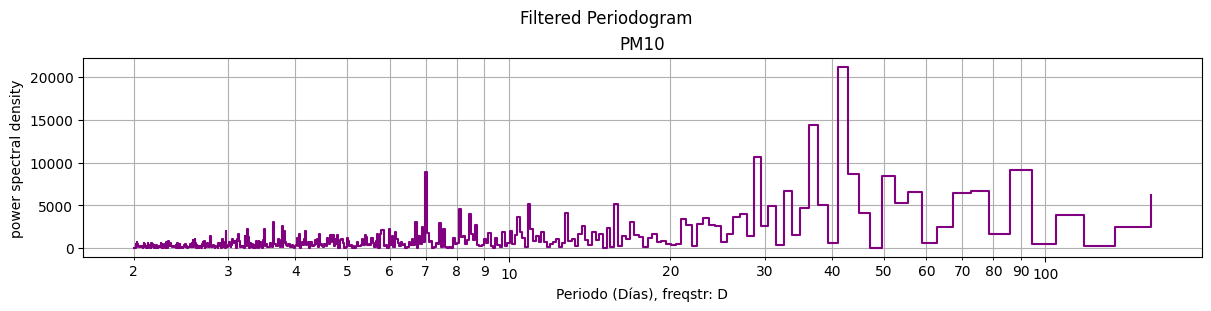 Filtered Periodogram
PM10
power spectral density
20000
15000
10000
5000
0
2 3 4 5 6 7 8 9 10 20 30 40 50 60 70 80 90 100
Periodo (Días), freqstr: D